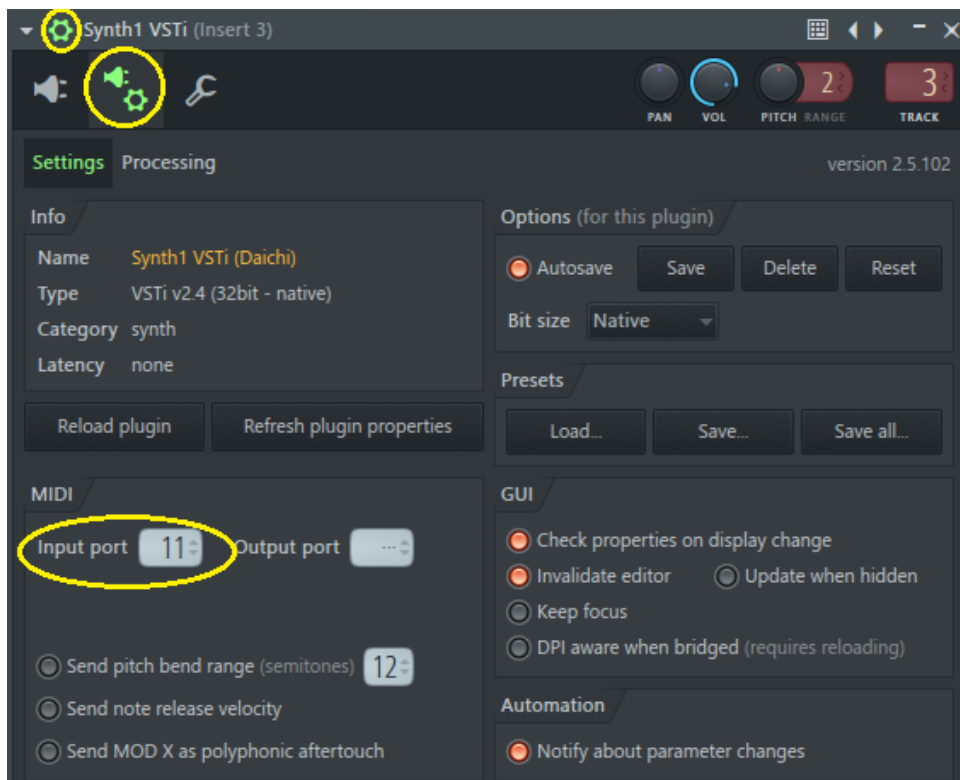 Synth1 VSTi (Insert 3)
PAN VOL PITCH RANGE 2 TRACK 3
Settings Processing version 2.5.102
Info
Name Synth1 VSTi (Daichi)
Type VSTi v2.4 (32bit - native)
Category synth
Latency none
Reload plugin Refresh plugin properties
Options (for this plugin)
Autosave Save Delete Reset
Bit size Native
Presets
Load... Save... Save all...
MIDI
Input port 11 Output port ---
Send pitch bend range (semitones) 12
Send note release velocity
Send MOD X as polyphonic aftertouch
GUI
Check properties on display change
Invalidate editor Update when hidden
Keep focus
DPI aware when bridged (requires reloading)
Automation
Notify about parameter changes